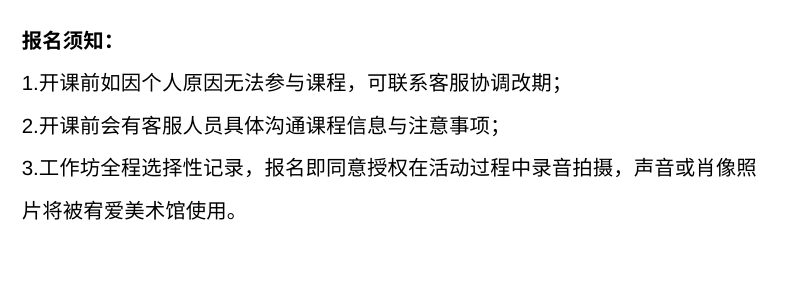 报名须知：
1.开课前如因个人原因无法参与课程，可联系客服协调改期；
2.开课前会有客服人员具体沟通课程信息与注意事项；
3.工作坊全程选择性记录，报名即同意授权在活动过程中录音拍摄，声音或肖像照
片将被宥爱美术馆使用。